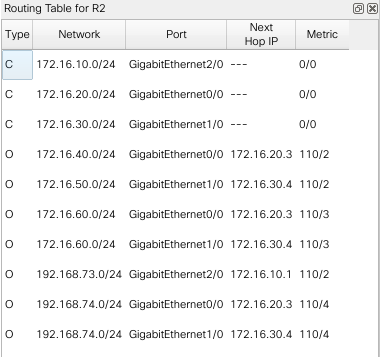 Routing Table for R2
Type Network Port Next Hop IP Metric
C 172.16.10.0/24 GigabitEthernet2/0 --- 0/0
C 172.16.20.0/24 GigabitEthernet0/0 --- 0/0
C 172.16.30.0/24 GigabitEthernet1/0 --- 0/0
O 172.16.40.0/24 GigabitEthernet0/0 172.16.20.3 110/2
O 172.16.50.0/24 GigabitEthernet1/0 172.16.30.4 110/2
O 172.16.60.0/24 GigabitEthernet0/0 172.16.20.3 110/3
O 172.16.60.0/24 GigabitEthernet1/0 172.16.30.4 110/3
O 192.168.73.0/24 GigabitEthernet2/0 172.16.10.1 110/2
O 192.168.74.0/24 GigabitEthernet0/0 172.16.20.3 110/4
O 192.168.74.0/24 GigabitEthernet1/0 172.16.30.4 110/4